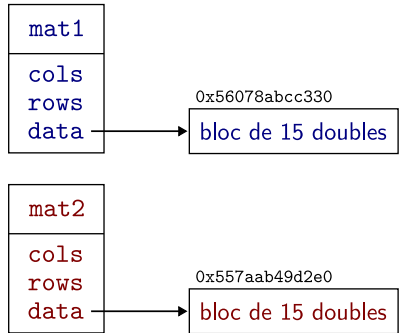 mat1
cols
rows
data
0x56078abcc330
bloc de 15 doubles
mat2
cols
rows
data
0x557aab49d2e0
bloc de 15 doubles